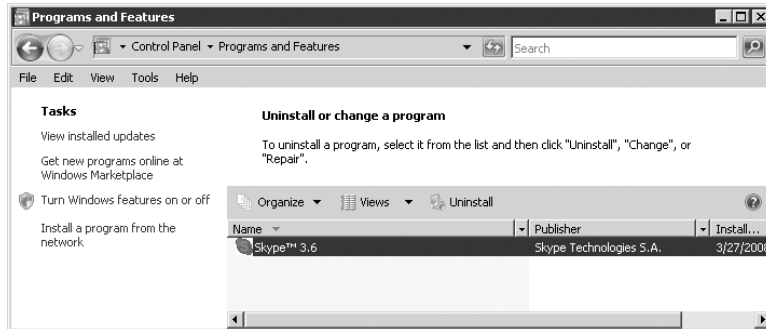 Programs and Features
Control Panel Programs and Features
Search
File Edit View Tools Help
Tasks
View installed updates
Get new programs online at
Windows Marketplace
Turn Windows features on or off
Install a program from the
network
Uninstall or change a program
To uninstall a program, select it from the list and then click "Uninstall", "Change", or
"Repair".
Organize Views Uninstall
Name Publisher Install...
Skype™ 3.6 Skype Technologies S.A. 3/27/2008